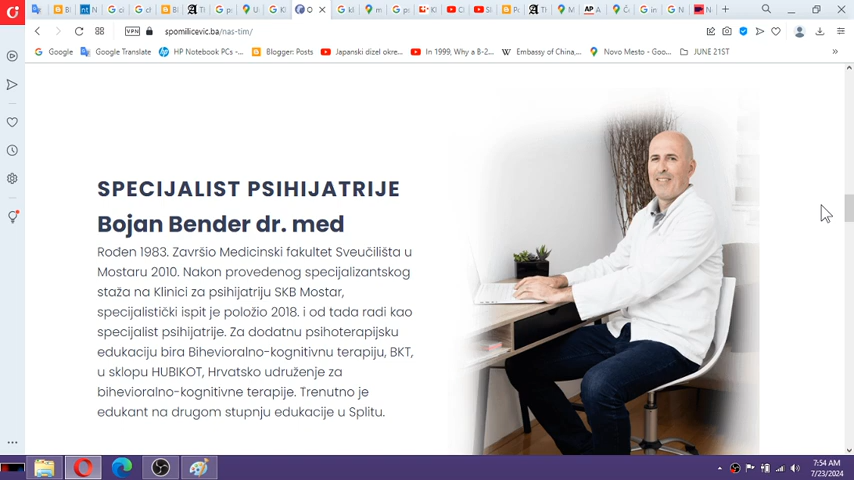 spomilicevic.ba/nas-tim/
VPN
Google
Google Translate
HP Notebook PCs -...
Blogger: Posts
Japanski dizel okre...
In 1999, Why a B-2...
Embassy of China,...
Novo Mesto - Goo...
JUNE 21ST
SPECIJALIST PSIHIJATRIJE
Bojan Bender dr. med
Rođen 1983. Završio Medicinski fakultet Sveučilišta u
Mostaru 2010. Nakon provedenog specijalizantskog
staža na Klinici za psihijatriju SKB Mostar,
specijalistički ispit je položio 2018. i od tada radi kao
specijalist psihijatrije. Za dodatnu psihoterapijsku
edukaciju bira Bihevioralno-kognitivnu terapiju, BKT,
u sklopu HUBIKOT, Hrvatsko udruženje za
bihevioralno-kognitivne terapije. Trenutno je
edukant na drugom stupnju edukacije u Splitu.
7:54 AM
7/23/2024